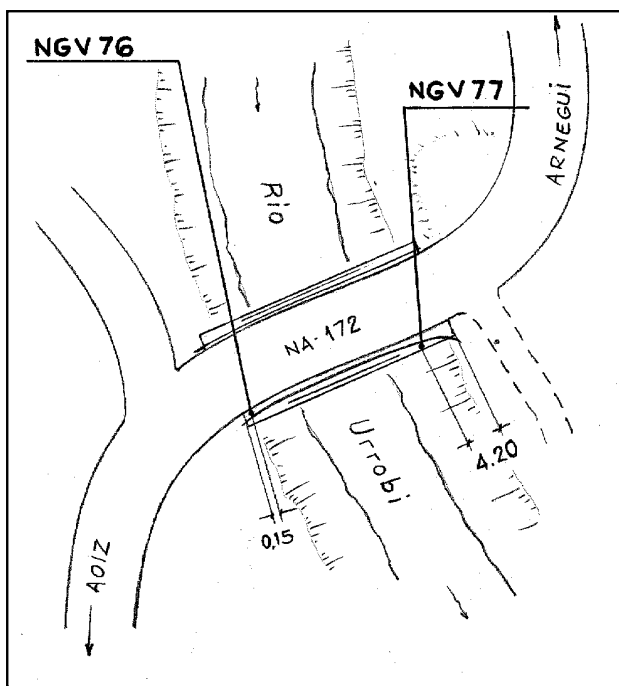 NGV 76
NGV 77
ARNEGUI
Rio
NA-172
Urrobi
4.20
0,15
AOIZ